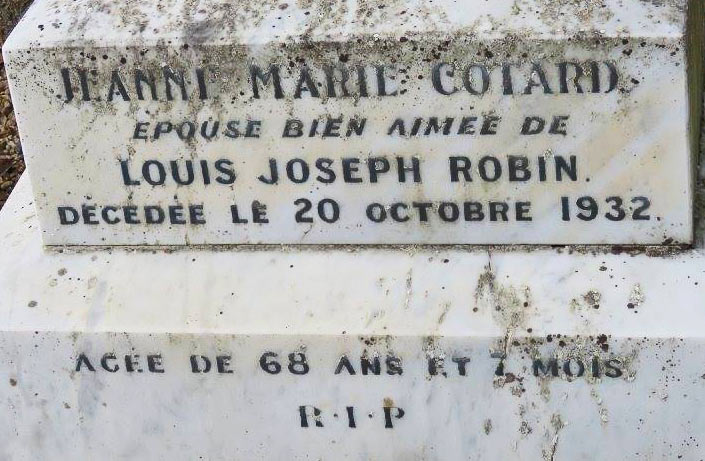 JEANNE MARIE COTARD
EPOUSE BIEN AIMÉE DE
LOUIS JOSEPH ROBIN.
DÉCÉDÉE LE 20 OCTOBRE 1932.
AGÉE DE 68 ANS ET 7 MOIS
R·I·P